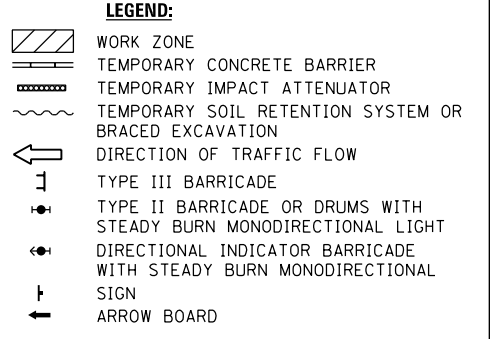 LEGEND:
WORK ZONE
TEMPORARY CONCRETE BARRIER
TEMPORARY IMPACT ATTENUATOR
TEMPORARY SOIL RETENTION SYSTEM OR
BRACED EXCAVATION
DIRECTION OF TRAFFIC FLOW
TYPE III BARRICADE
TYPE II BARRICADE OR DRUMS WITH
STEADY BURN MONODIRECTIONAL LIGHT
DIRECTIONAL INDICATOR BARRICADE
WITH STEADY BURN MONODIRECTIONAL
SIGN
ARROW BOARD